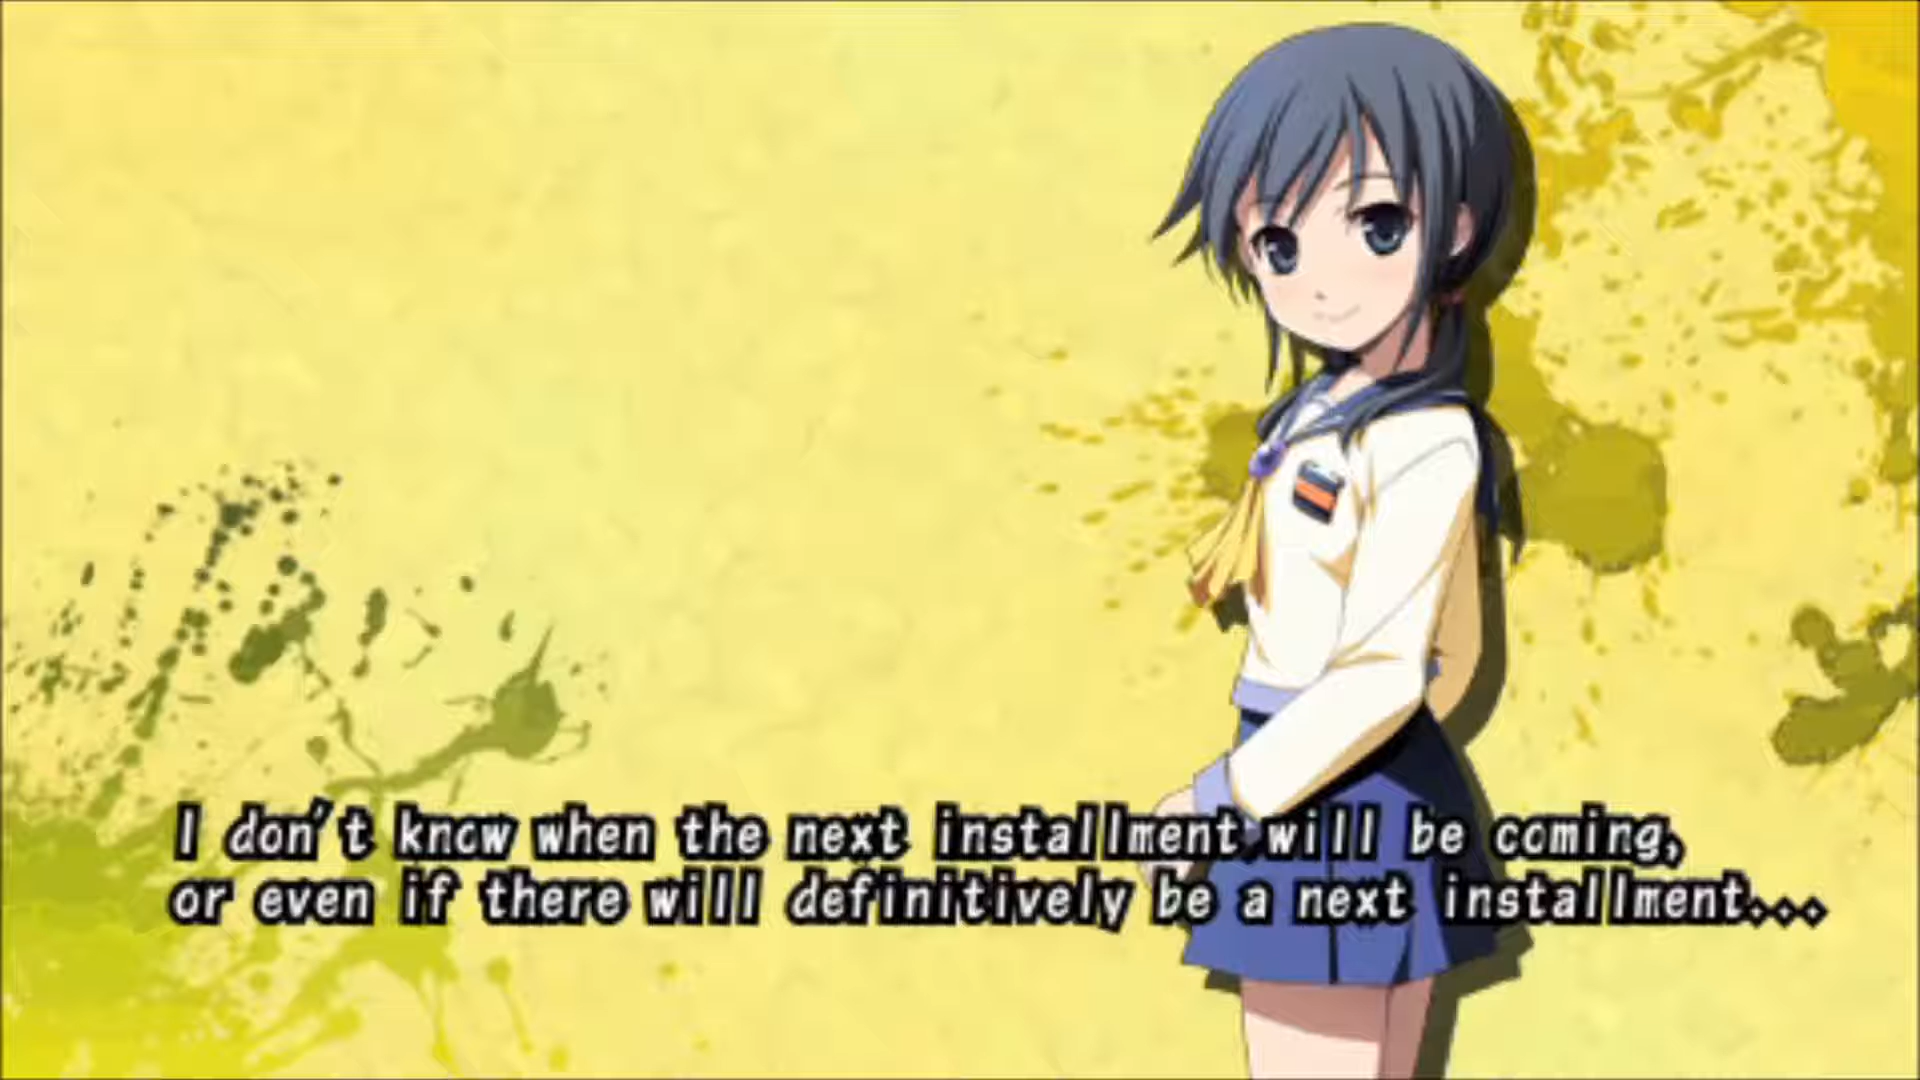 I don't know when the next installment will be coming,
or even if there will definitively be a next installment...